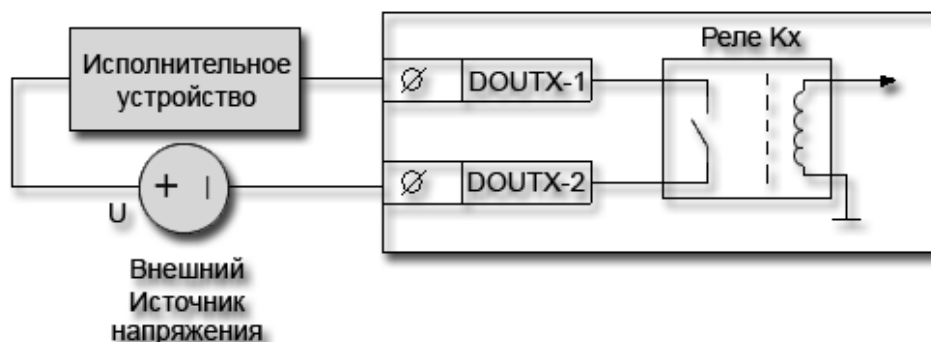 Исполнительное
устройство
DOUTX-1
Реле Kx
DOUTX-2
+
U
Внешний
Источник
напряжения